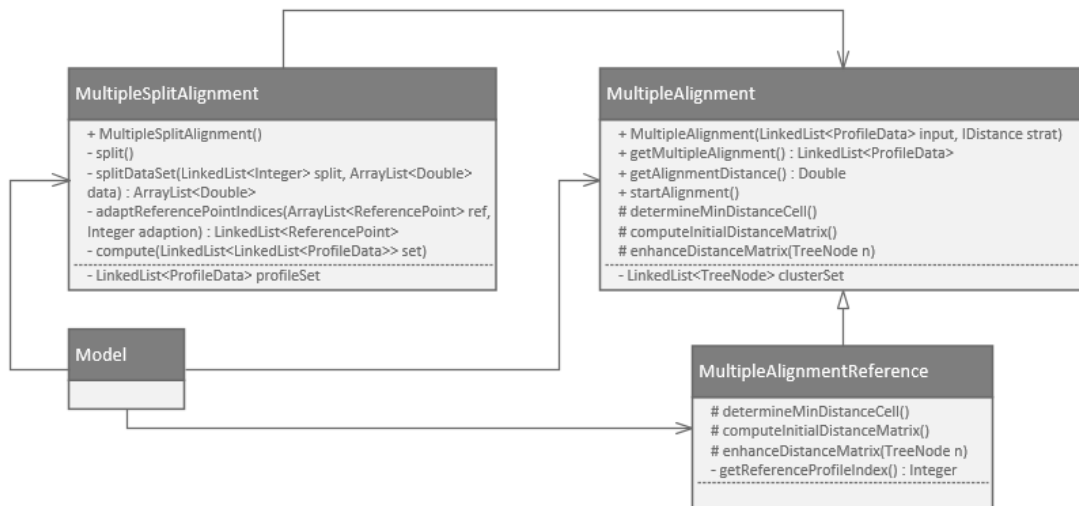 MultipleSplitAlignment
+ MultipleSplitAlignment()
- split()
- splitDataSet(LinkedList<Integer> split, ArrayList<Double>
data) : ArrayList<Double>
- adaptReferencePointIndices(ArrayList<ReferencePoint> ref,
Integer adaption) : LinkedList<ReferencePoint>
- compute(LinkedList<LinkedList<ProfileData>> set)
- LinkedList<ProfileData> profileSet
MultipleAlignment
+ MultipleAlignment(LinkedList<ProfileData> input, IDistance strat)
+ getMultipleAlignment() : LinkedList<ProfileData>
+ getAlignmentDistance() : Double
+ startAlignment()
# determineMinDistanceCell()
# computeInitialDistanceMatrix()
# enhanceDistanceMatrix(TreeNode n)
- LinkedList<TreeNode> clusterSet
Model
MultipleAlignmentReference
# determineMinDistanceCell()
# computeInitialDistanceMatrix()
# enhanceDistanceMatrix(TreeNode n)
- getReferenceProfileIndex() : Integer